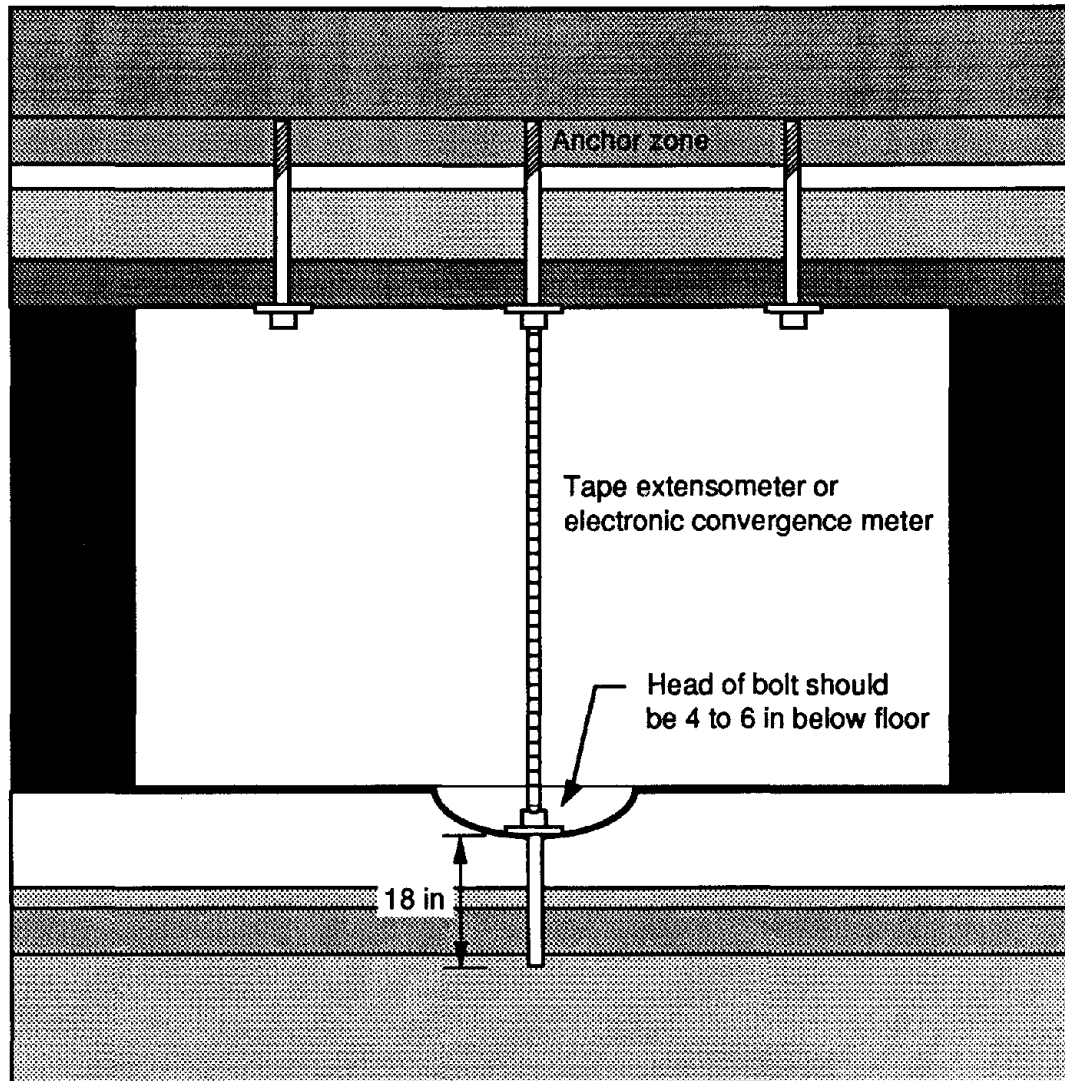 Anchor zone
Tape extensometer or
electronic convergence meter
Head of bolt should
be 4 to 6 in below floor
18 in